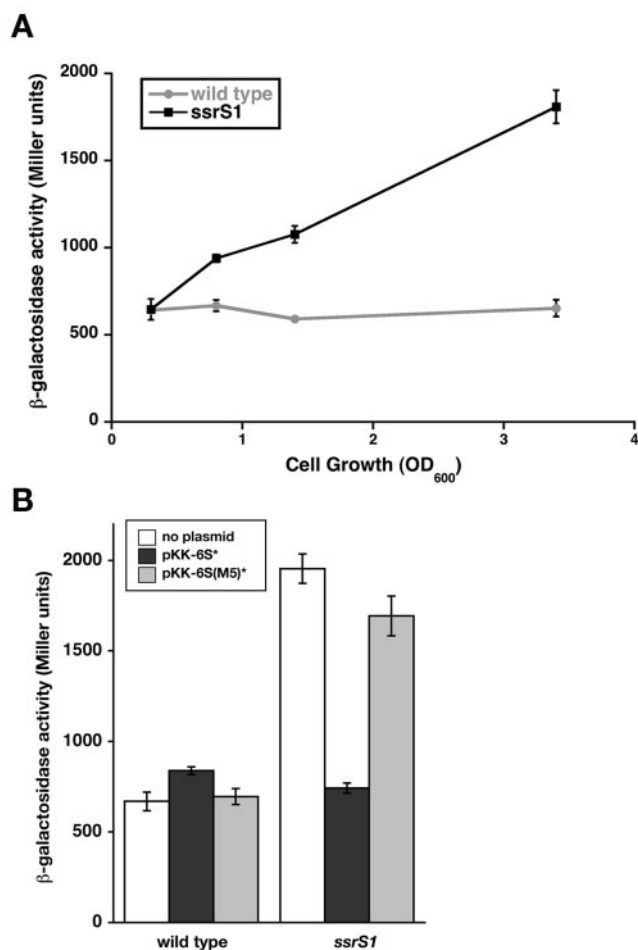 A
2000
1500
1000
500
0
β-galactosidase activity (Miller units)
wild type
ssrS1
0 1 2 3 4
Cell Growth (OD600)
B
2000
1500
1000
500
0
β-galactosidase activity (Miller units)
no plasmid
pKK-6S*
pKK-6S(M5)*
wild type ssrS1